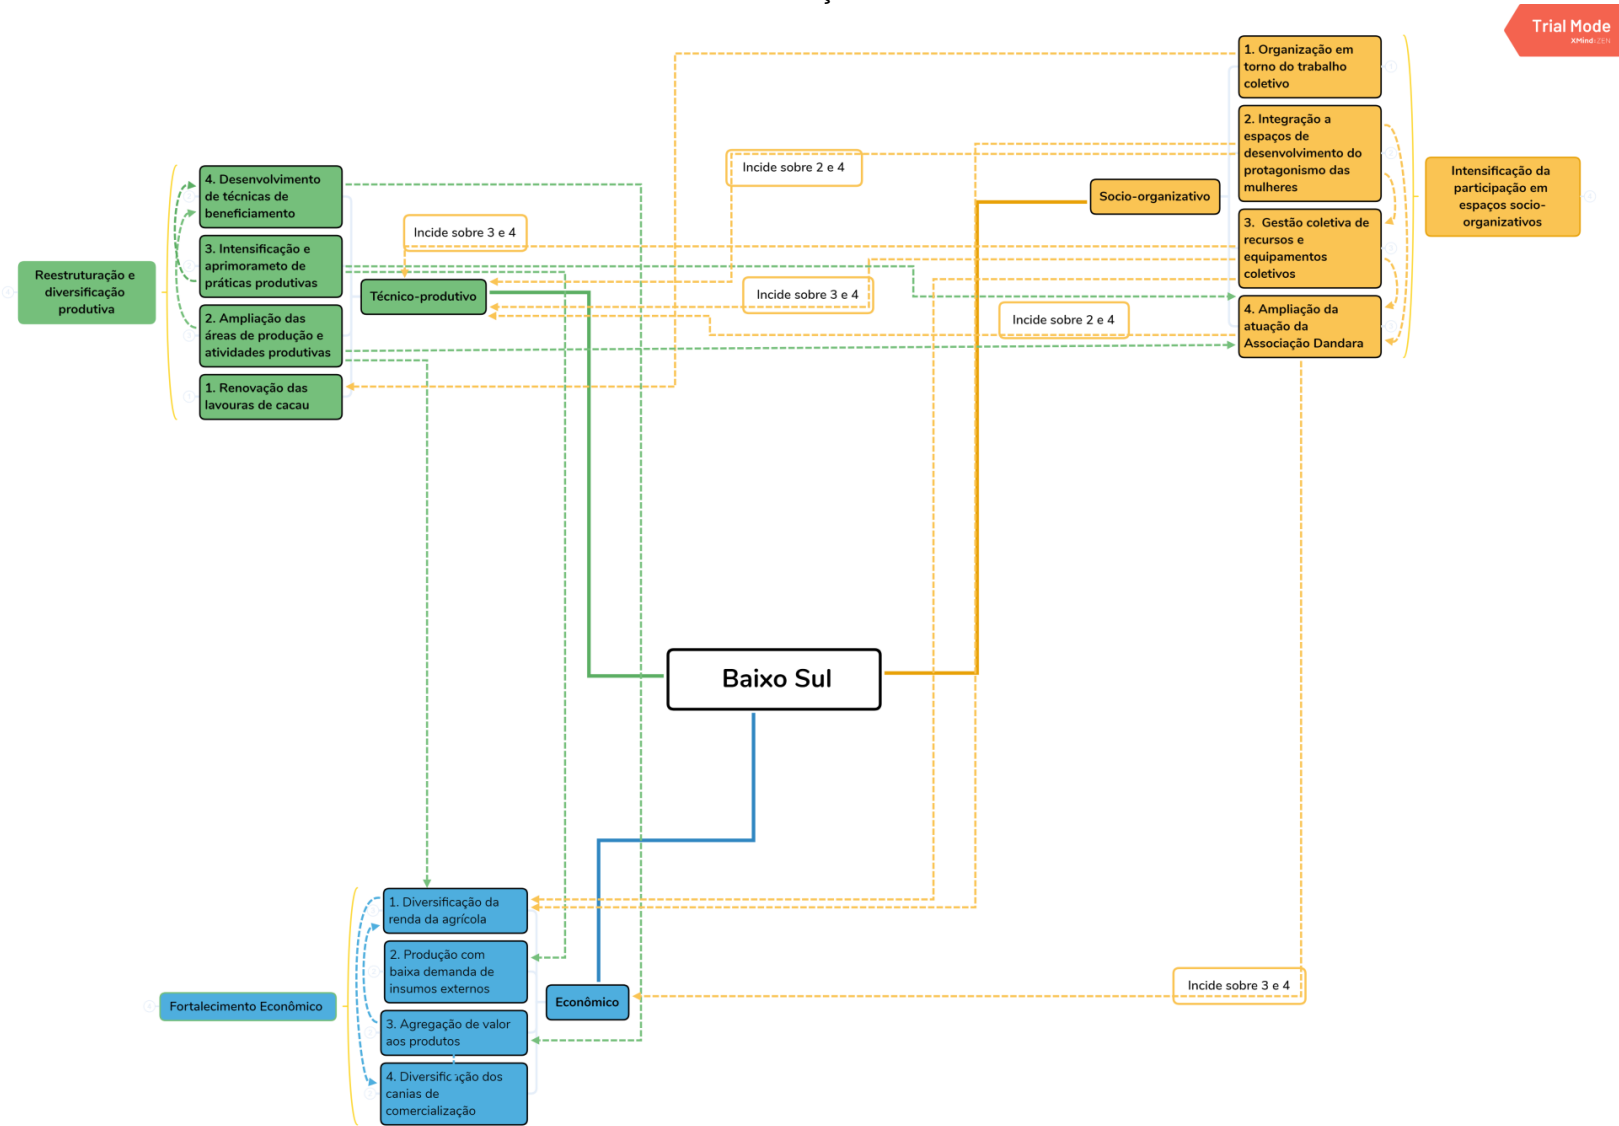 Trial Mode
XMind:ZEN
1. Organização em
torno do trabalho
coletivo
2. Integração a
espaços de
desenvolvimento do
protagonismo das
mulheres
3. Gestão coletiva de
recursos e
equipamentos
coletivos
4. Ampliação da
atuação da
Associação Dandara
Intensificação da
participação em
espaços socio-
organizativos
Socio-organizativo
Incide sobre 2 e 4
Incide sobre 3 e 4
Incide sobre 3 e 4
Incide sobre 2 e 4
4. Desenvolvimento
de técnicas de
beneficiamento
3. Intensificação e
aprimorameto de
práticas produtivas
2. Ampliação das
áreas de produção e
atividades produtivas
1. Renovação das
lavouras de cacau
Reestruturação e
diversificação
produtiva
Técnico-produtivo
Baixo Sul
1. Diversificação da
renda da agrícola
2. Produção com
baixa demanda de
insumos externos
3. Agregação de valor
aos produtos
4. Diversificação dos
canias de
comercialização
Fortalecimento Econômico
Econômico
Incide sobre 3 e 4